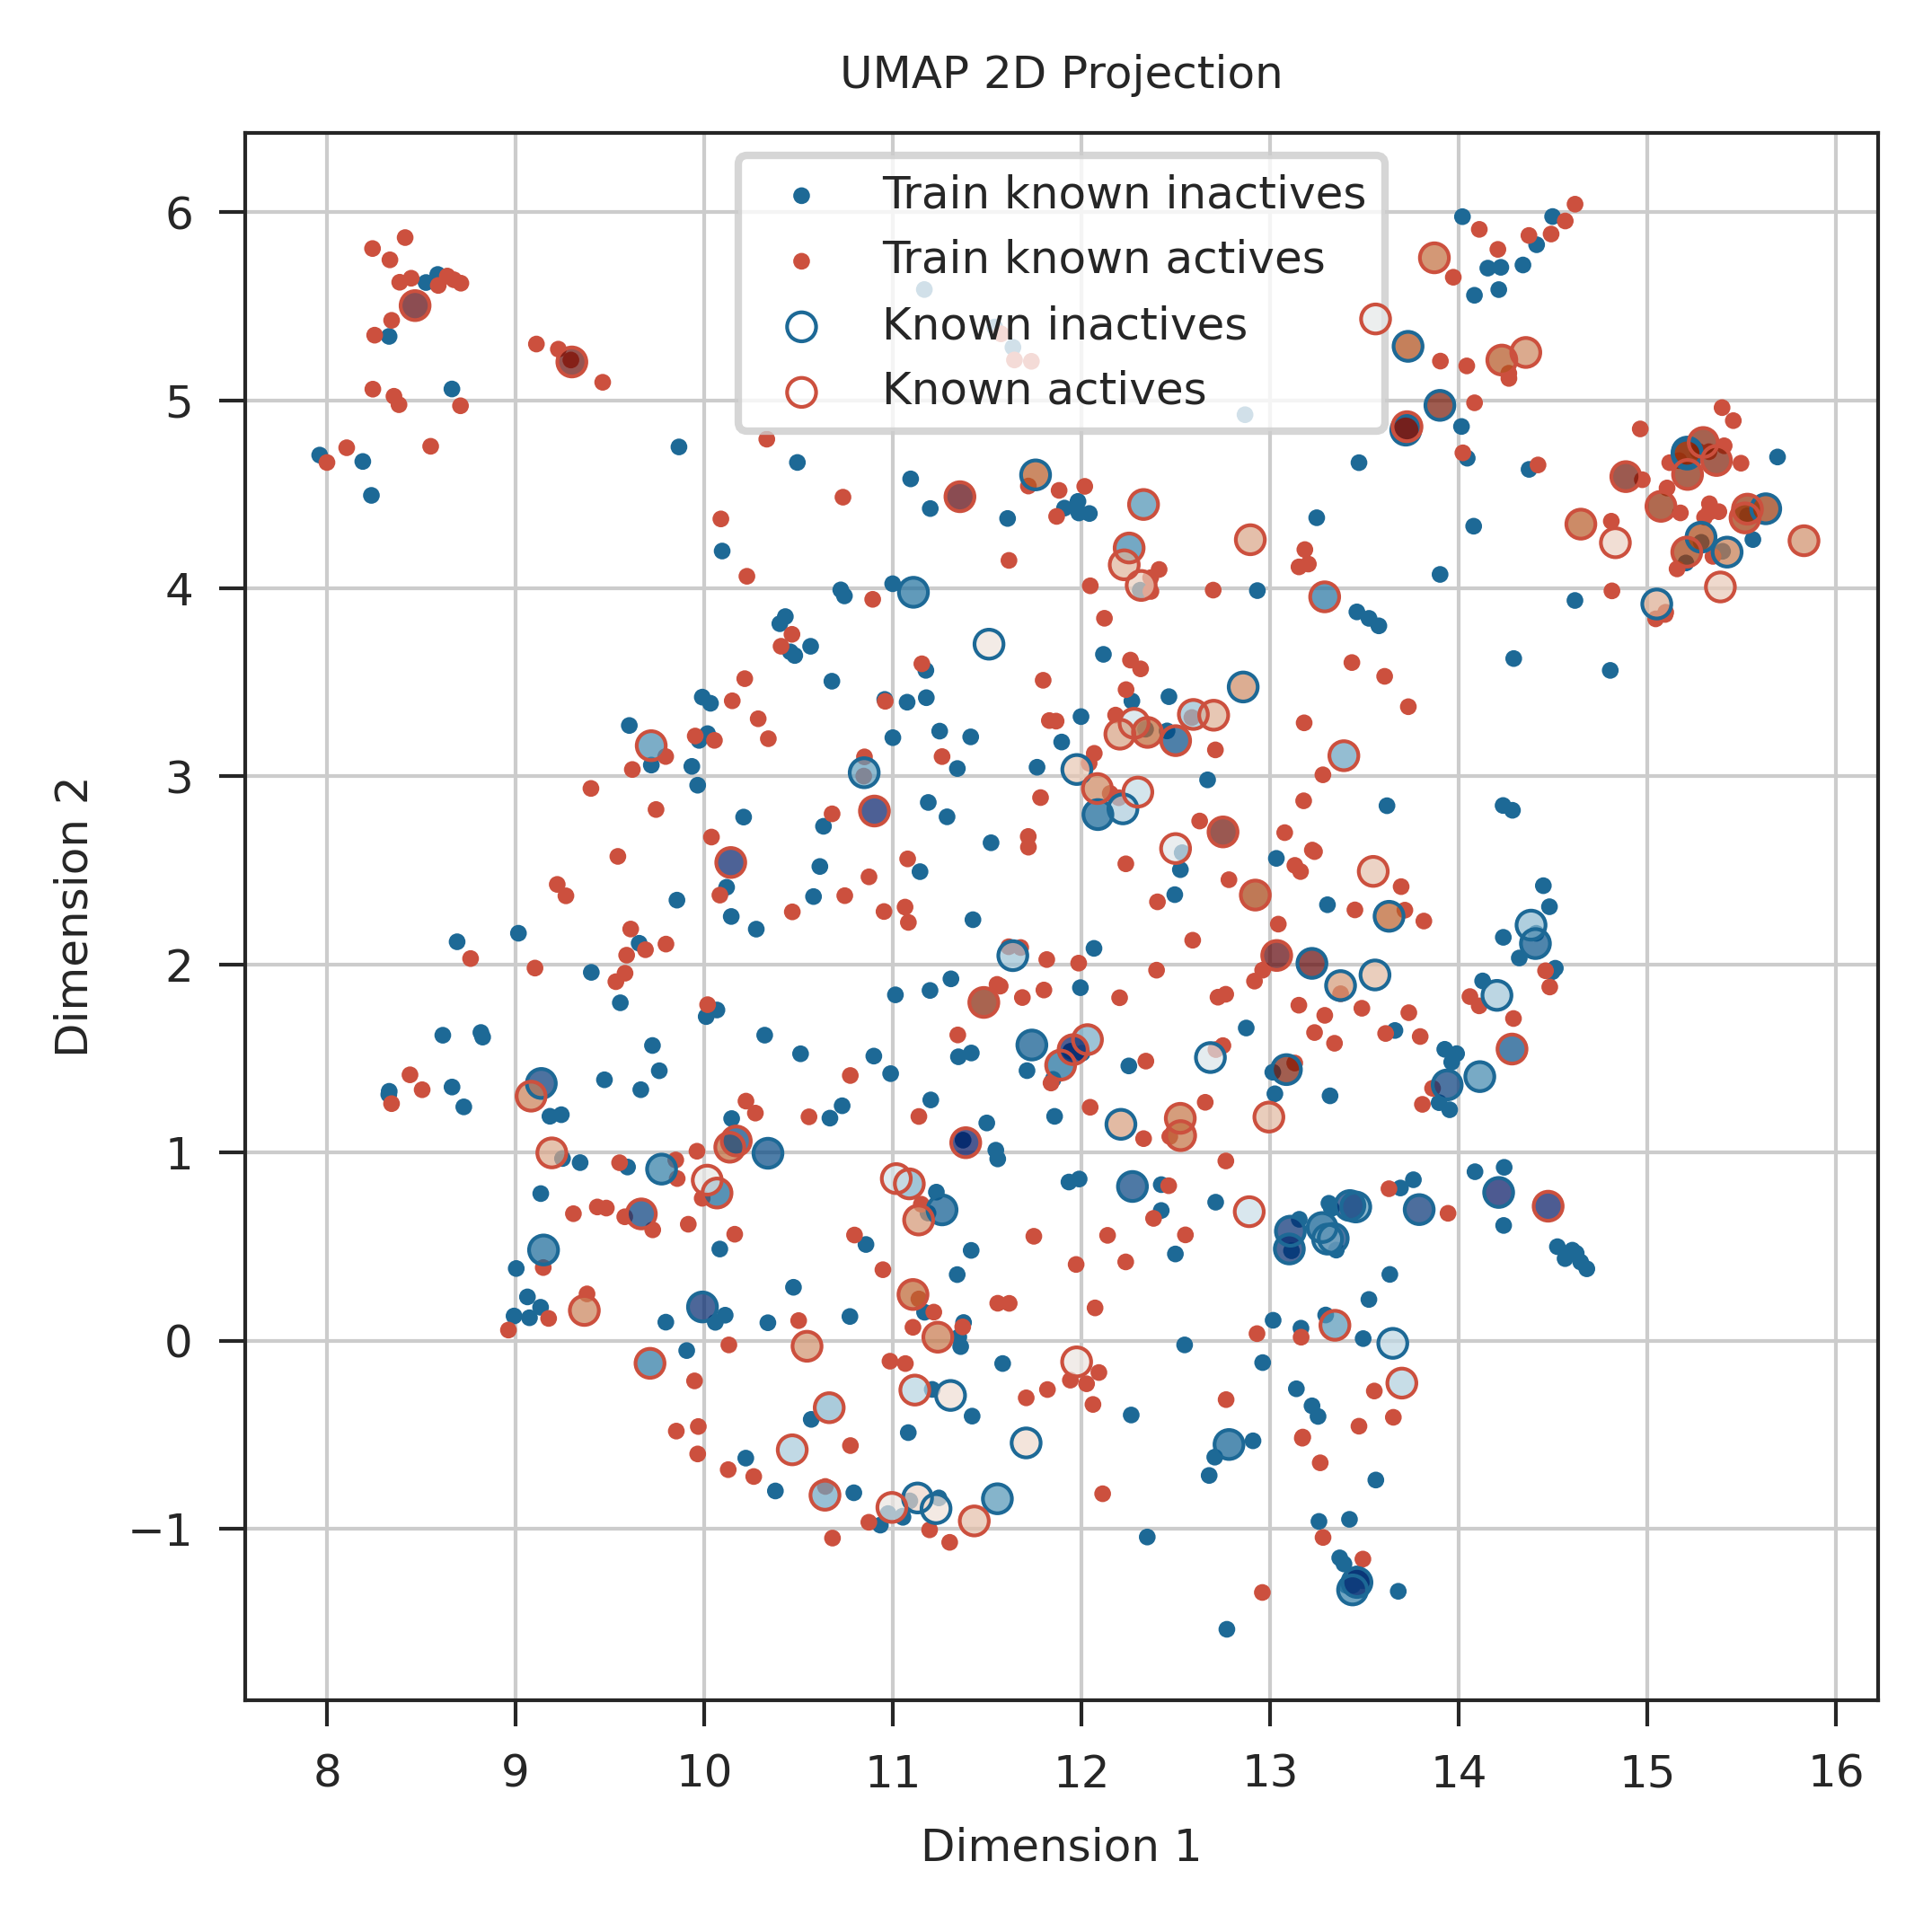 UMAP 2D Projection
Train known inactives
Train known actives
Known inactives
Known actives
6
5
4
3
2
1
0
−1
Dimension 2
8 9 10 11 12 13 14 15 16
Dimension 1